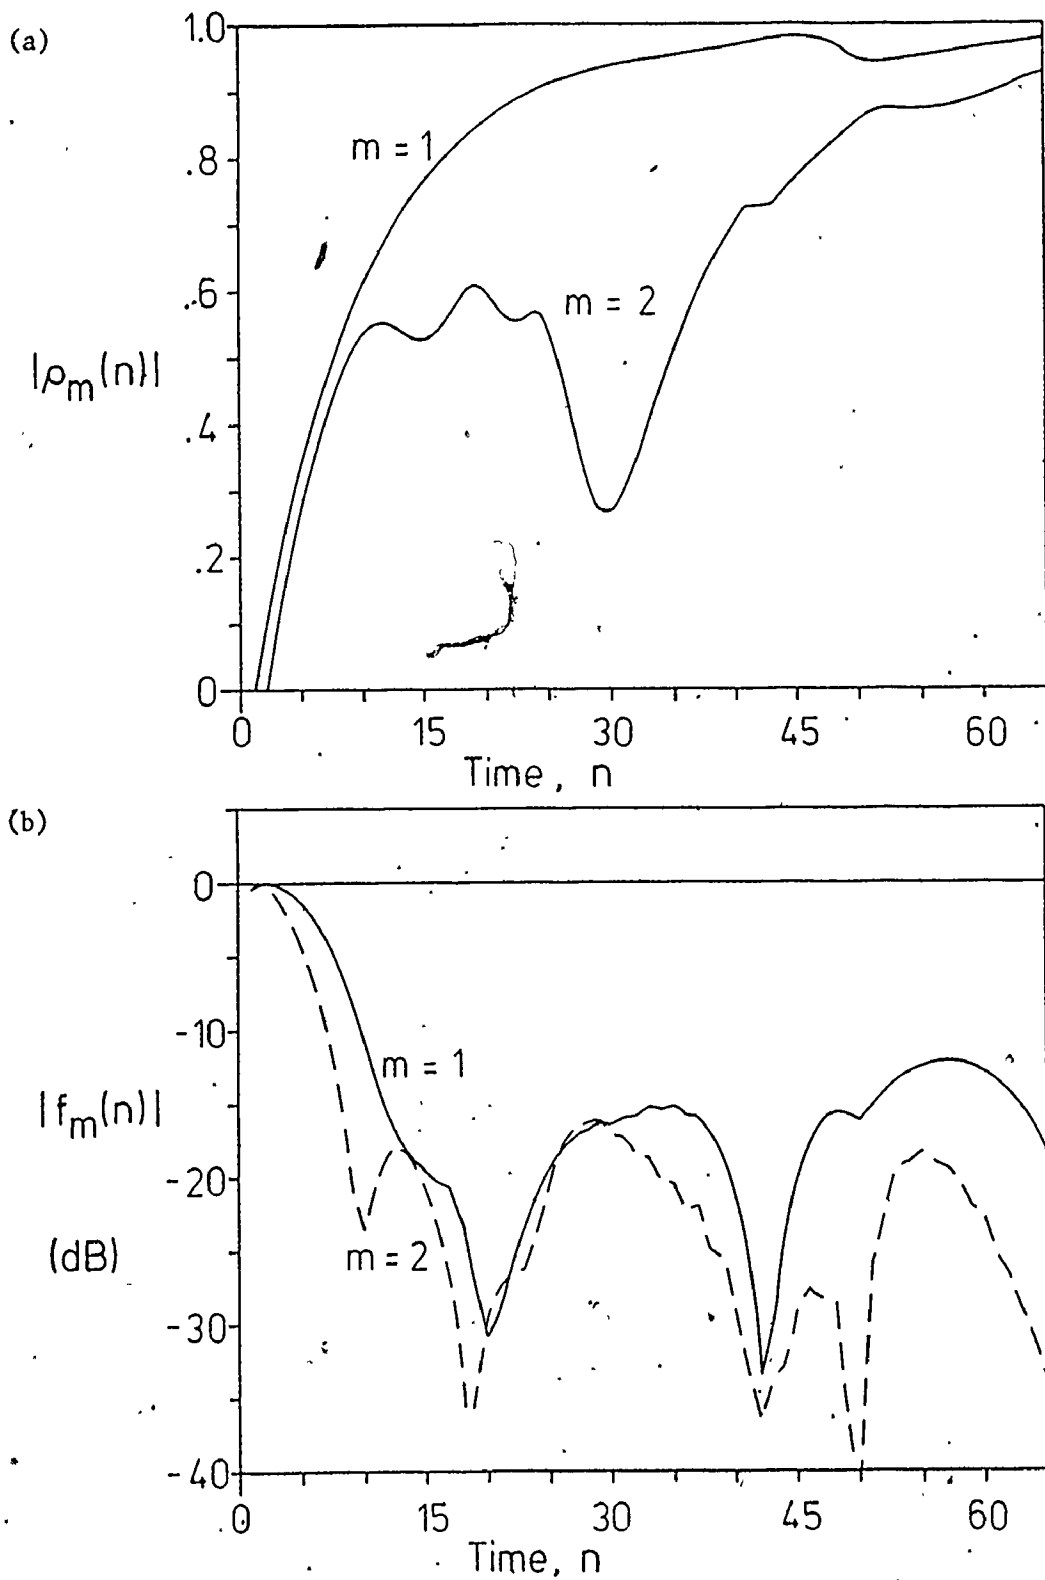 (a)
1.0
.8
.6
.4
.2
0
|ρm(n)|
m = 1
m = 2
0 15 30 45 60
Time, n
(b)
0
-10
-20
-30
-40
|fm(n)|
(dB)
m = 1
m = 2
0 15 30 45 60
Time, n